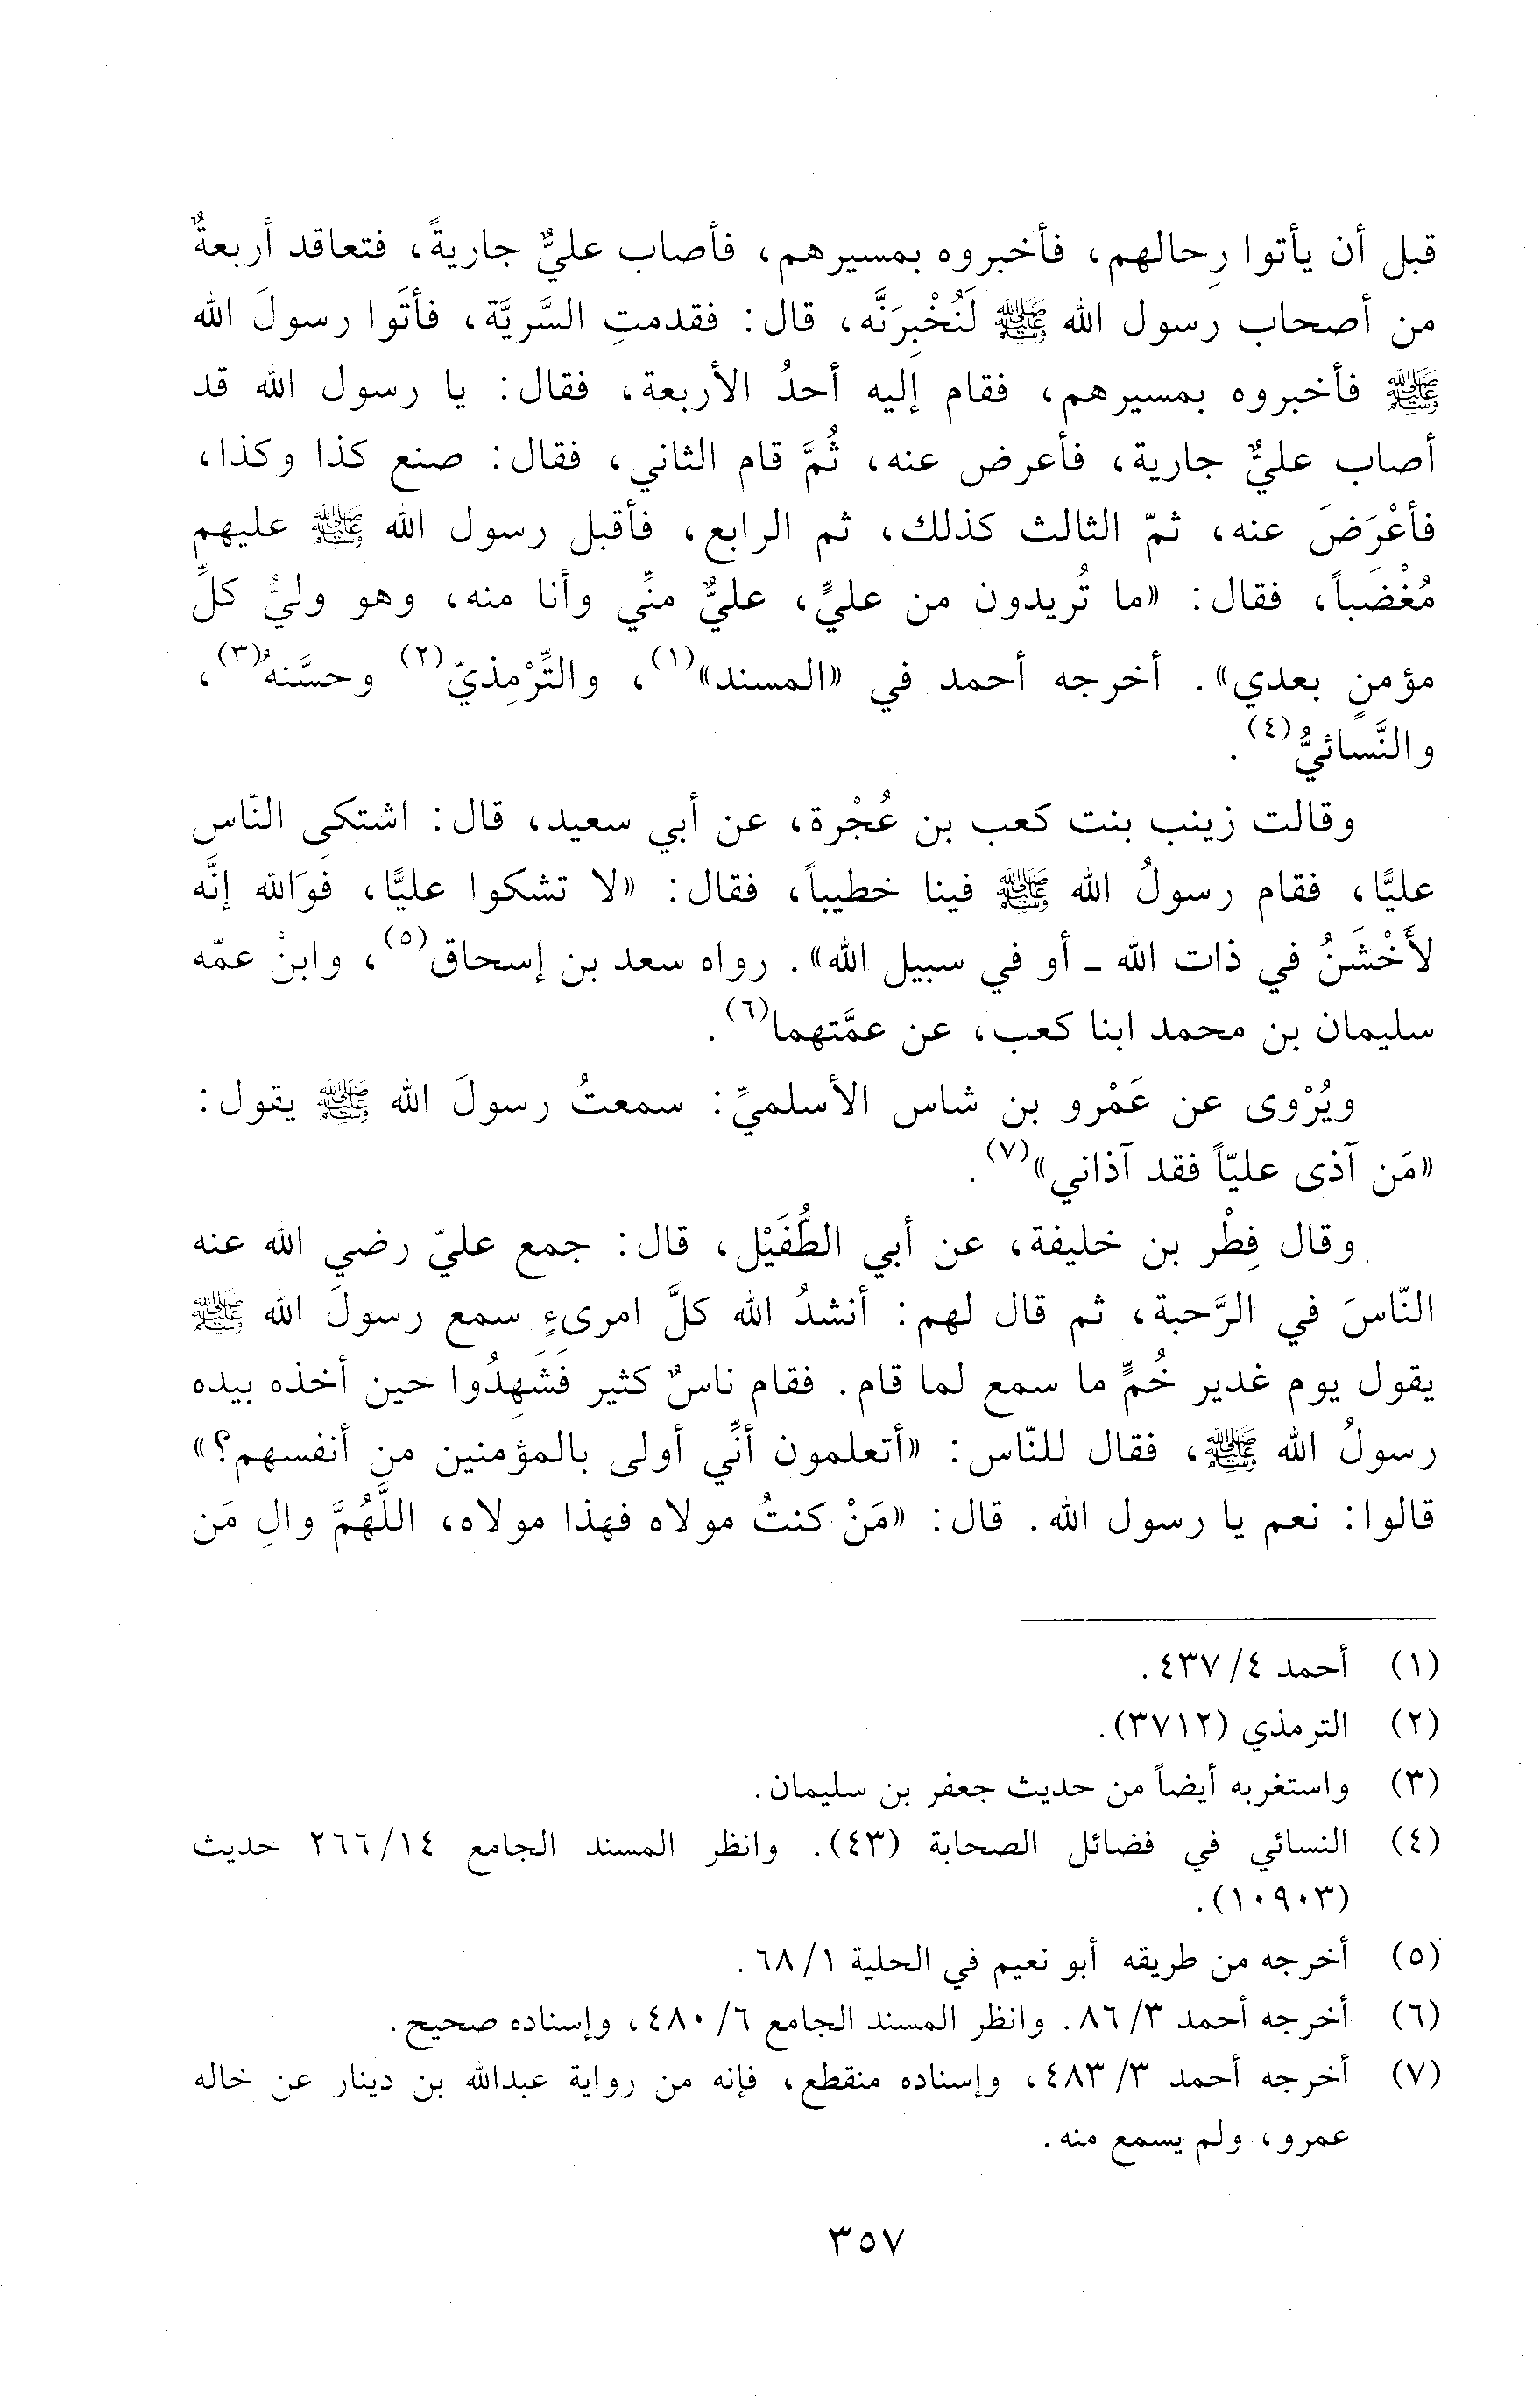 قبل أن يأتوا رِحالهم، فأخبروه بمسيرهم، فأصاب عليٌّ جاريةً، فتعاقد أربعةٌ
من أصحاب رسول الله ﷺ لَنُخْبِرَنَّه، قال: فقدمتِ السَّريَّة، فأتَوا رسولَ الله
ﷺ فأخبروه بمسيرهم، فقام إليه أحدُ الأربعة، فقال: يا رسول الله قد
أصاب عليٌّ جارية، فأعرض عنه، ثُمَّ قام الثاني، فقال: صنع كذا وكذا،
فأعْرَضَ عنه، ثمّ الثالث كذلك، ثم الرابع، فأقبل رسول الله ﷺ عليهم
مُغْضَباً، فقال: «ما تُريدون من عليٍّ، عليٌّ منِّي وأنا منه، وهو وليُّ كلِّ
مؤمنٍ بعدي». أخرجه أحمد في «المسند»(١)، والتِّرْمِذيّ(٢) وحسَّنهُ(٣)،
والنَّسائيُّ(٤).
وقالت زينب بنت كعب بن عُجْرة، عن أبي سعيد، قال: اشتكى النّاس
عليًّا، فقام رسولُ الله ﷺ فينا خطيباً، فقال: «لا تشكوا عليًّا، فَوَالله إنَّه
لأَخْشَنُ في ذات الله ـ أو في سبيل الله». رواه سعد بن إسحاق(٥)، وابنُ عمّه
سليمان بن محمد ابنا كعب، عن عمَّتهما(٦).
ويُرْوى عن عَمْرو بن شاس الأسلميِّ: سمعتُ رسولَ الله ﷺ يقول:
«مَن آذى عليّاً فقد آذاني»(٧).
وقال فِطْر بن خليفة، عن أبي الطُّفَيْل، قال: جمع عليّ رضي الله عنه
النّاسَ في الرَّحبة، ثم قال لهم: أنشدُ الله كلَّ امرىءٍ سمع رسولَ الله ﷺ
يقول يوم غدير خُمٍّ ما سمع لما قام. فقام ناسٌ كثير فَشَهِدُوا حين أخذه بيده
رسولُ الله ﷺ، فقال للنّاس: «أتعلمون أنِّي أولى بالمؤمنين من أنفسهم؟»
قالوا: نعم يا رسول الله. قال: «مَنْ كنتُ مولاه فهذا مولاه، اللَّهُمَّ والِ مَن
(١) أحمد ٤/ ٤٣٧.
(٢) الترمذي (٣٧١٢).
(٣) واستغربه أيضاً من حديث جعفر بن سليمان.
(٤) النسائي في فضائل الصحابة (٤٣). وانظر المسند الجامع ١٤/ ٢٦٦ حديث
(١٠٩٠٣).
(٥) أخرجه من طريقه أبو نعيم في الحلية ١/ ٦٨.
(٦) أخرجه أحمد ٣/ ٨٦. وانظر المسند الجامع ٦/ ٤٨٠، وإسناده صحيح.
(٧) أخرجه أحمد ٣/ ٤٨٣، وإسناده منقطع، فإنه من رواية عبدالله بن دينار عن خاله
عمرو، ولم يسمع منه.
٣٥٧